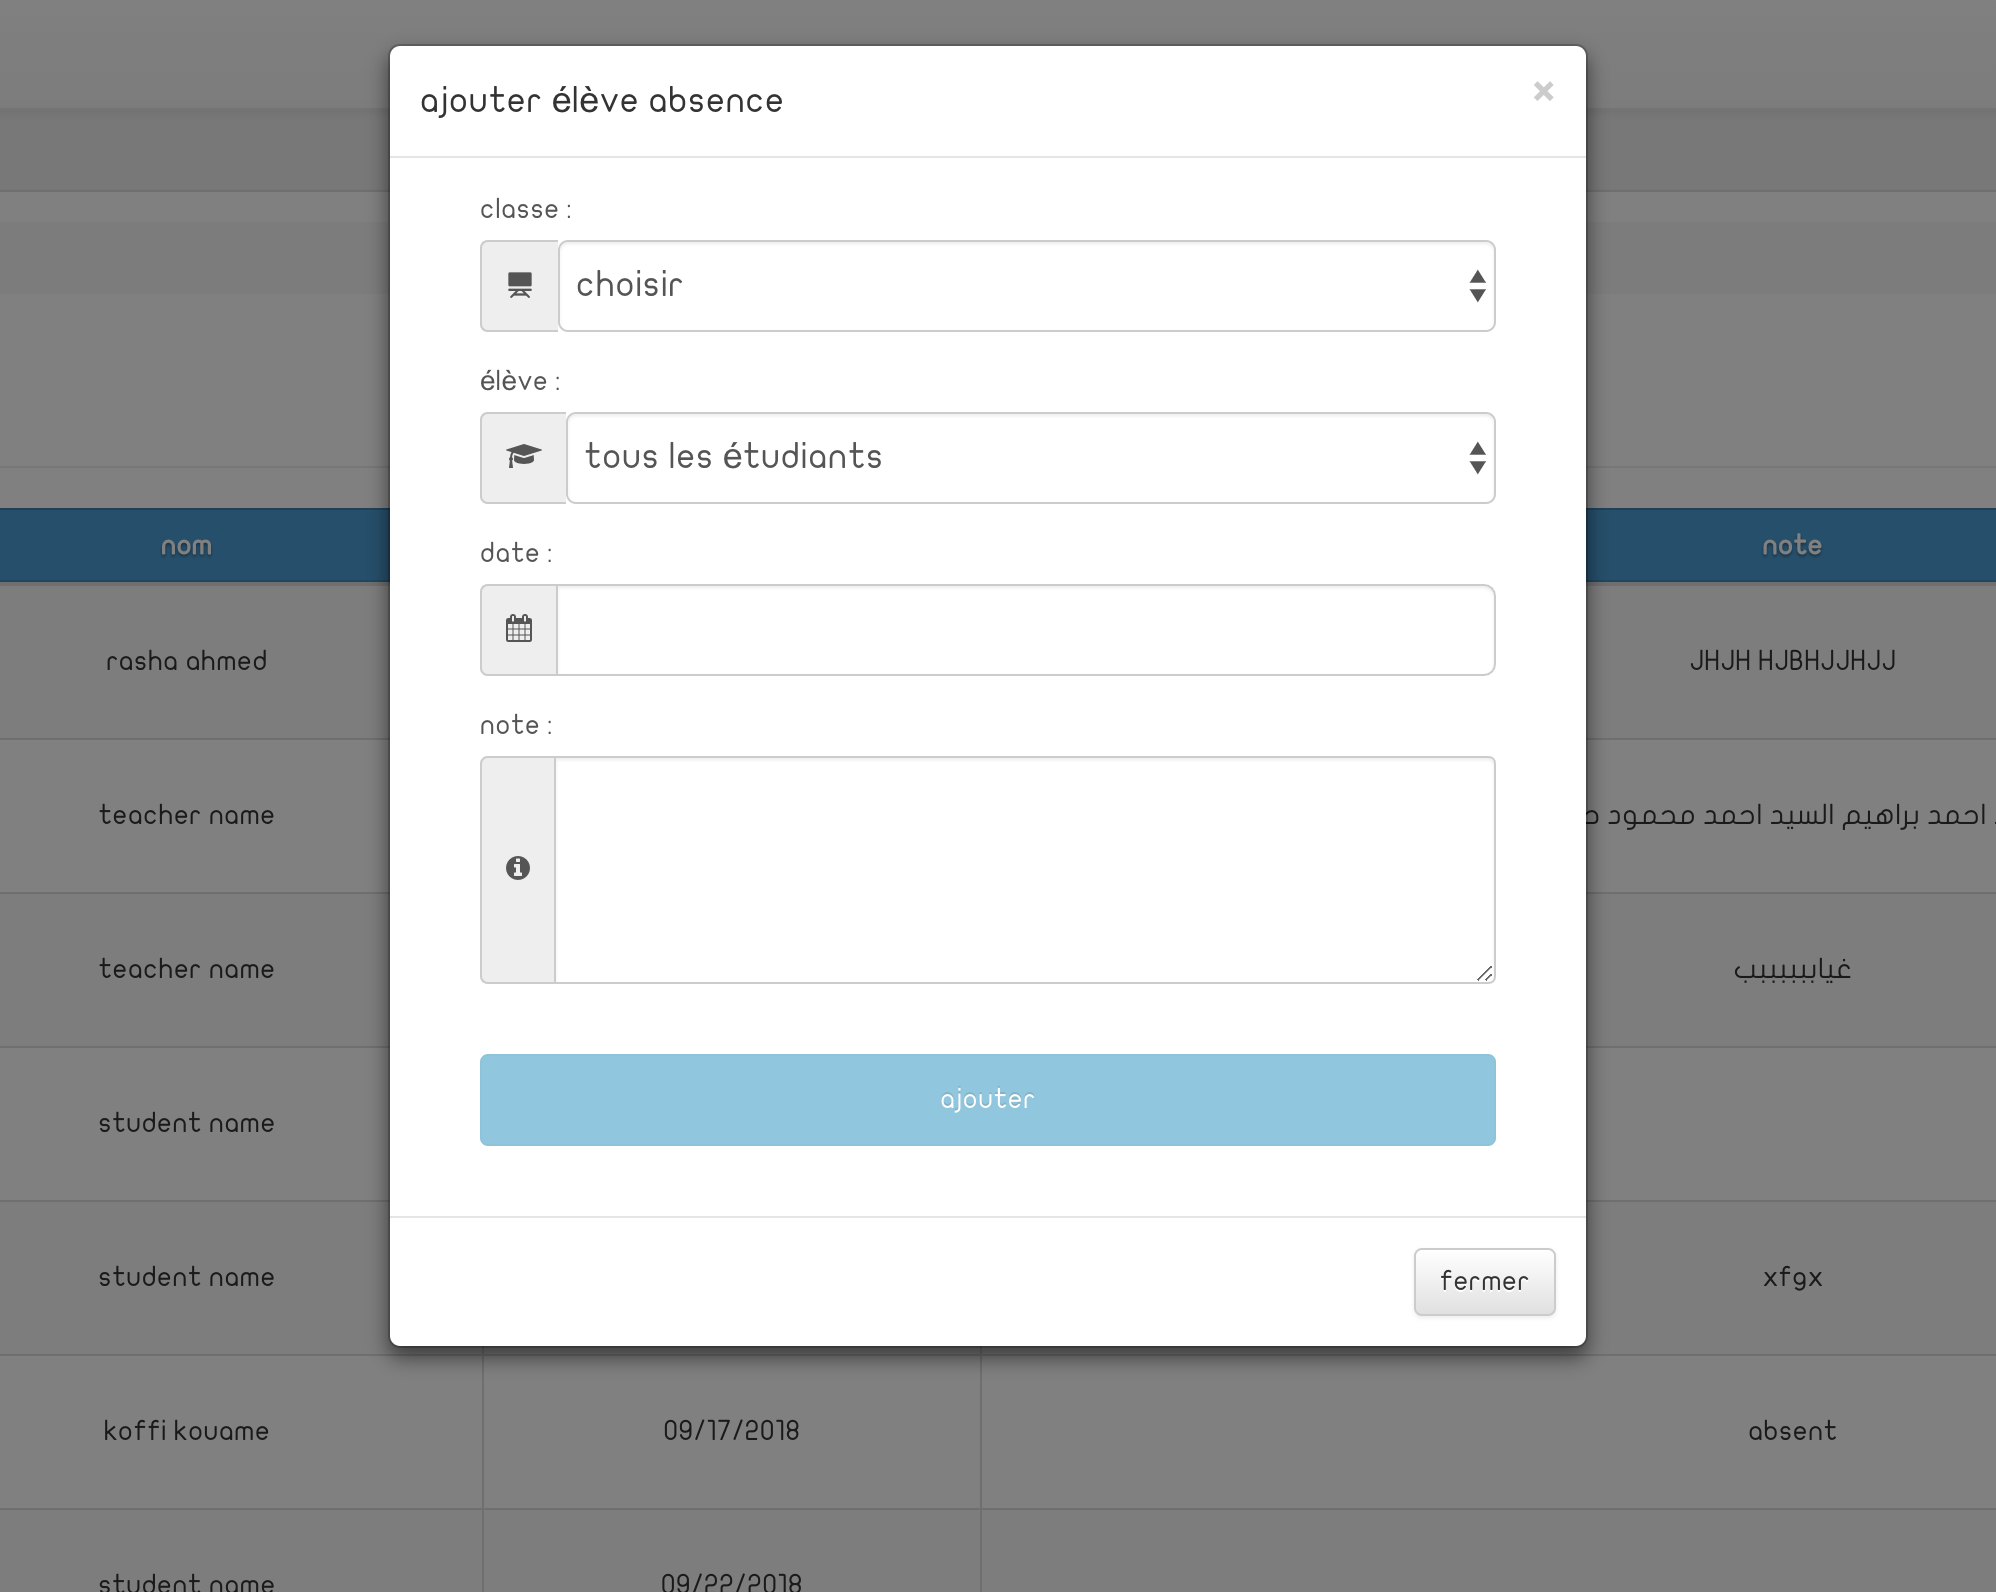 ajouter élève absence
×
classe :
choisir
élève :
tous les étudiants
date :
note :
ajouter
fermer
nom
note
rasha ahmed
JHJH HJBHJJHJJ
teacher name
احمد براهيم السيد احمد محمود
teacher name
غيابببببب
student name
student name
xfgx
koffi kouame
09/17/2018
absent
student name
09/22/2018